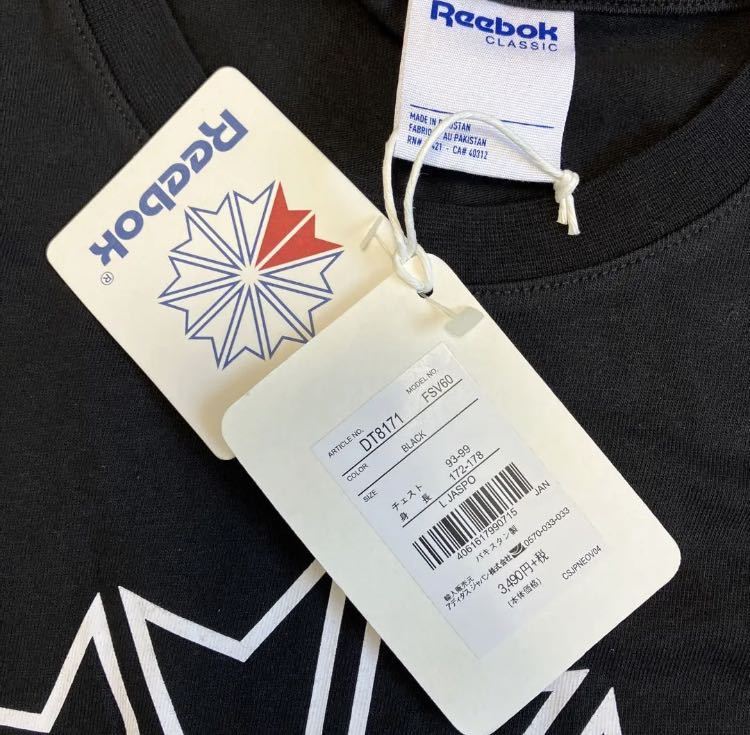 Reebok
CLASSIC
MADE IN
FABRIQUÉ AU PAKISTAN
RN# - CA# 40312
Reebok
®
ARTICLE NO.
MODEL NO.
DT8171
FSV60
COLOR
BLACK
SIZE
チェスト 93-99
身長 172-178
L JASPO
4061617990715
JAN
パキスタン製
輸入販売元
アディダス ジャパン株式会社 0570-033-033
3,490円+税
(本体価格)
CSJPNEOV04